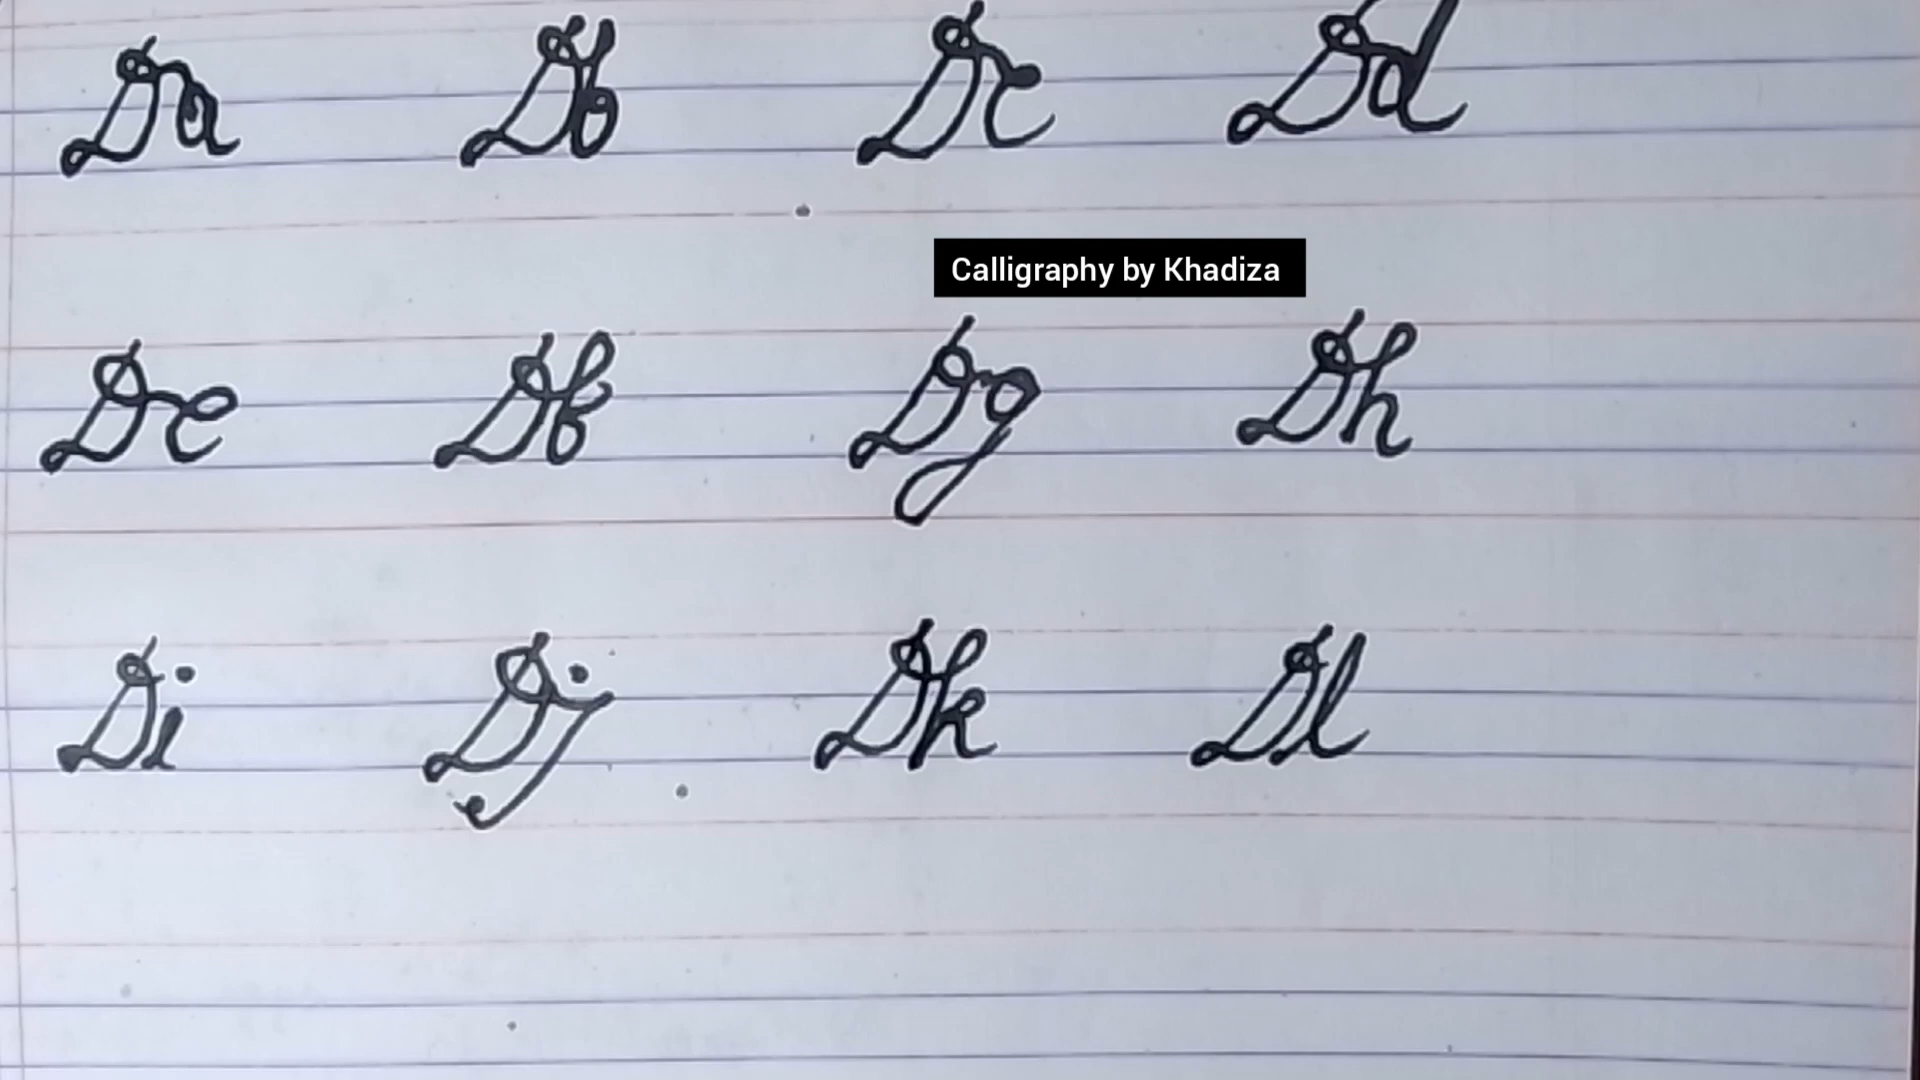 Da Db Dc Dd
Calligraphy by Khadiza
De Df Dg Dh
Di Dj Dk Dl